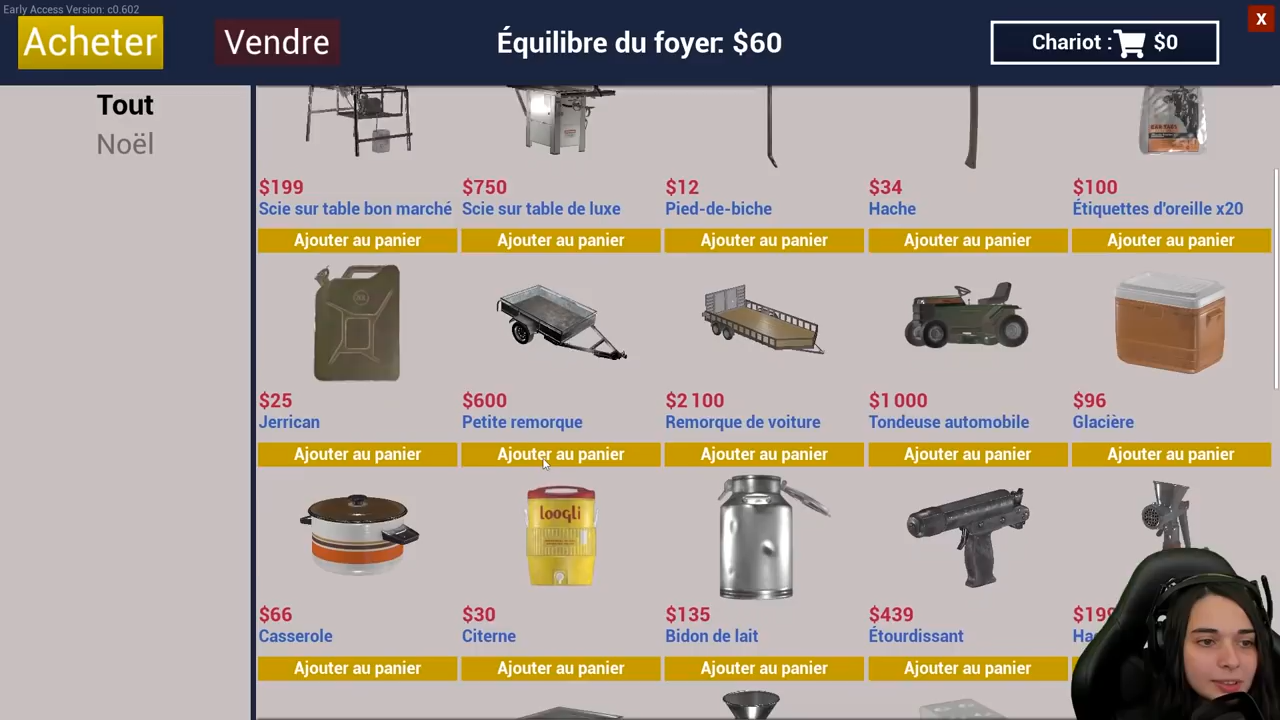 Early Access Version: c0.602
Acheter
Vendre
Équilibre du foyer: $60
Chariot : $0
X
Tout
Noël
$199
Scie sur table bon marché
Ajouter au panier
$750
Scie sur table de luxe
Ajouter au panier
$12
Pied-de-biche
Ajouter au panier
$34
Hache
Ajouter au panier
EAR TAGS
$100
Étiquettes d'oreille x20
Ajouter au panier
$25
Jerrican
Ajouter au panier
$600
Petite remorque
Ajouter au panier
$2 100
Remorque de voiture
Ajouter au panier
$1 000
Tondeuse automobile
Ajouter au panier
$96
Glacière
Ajouter au panier
$66
Casserole
Ajouter au panier
loogli
$30
Citerne
Ajouter au panier
$135
Bidon de lait
Ajouter au panier
$439
Étourdissant
Ajouter au panier